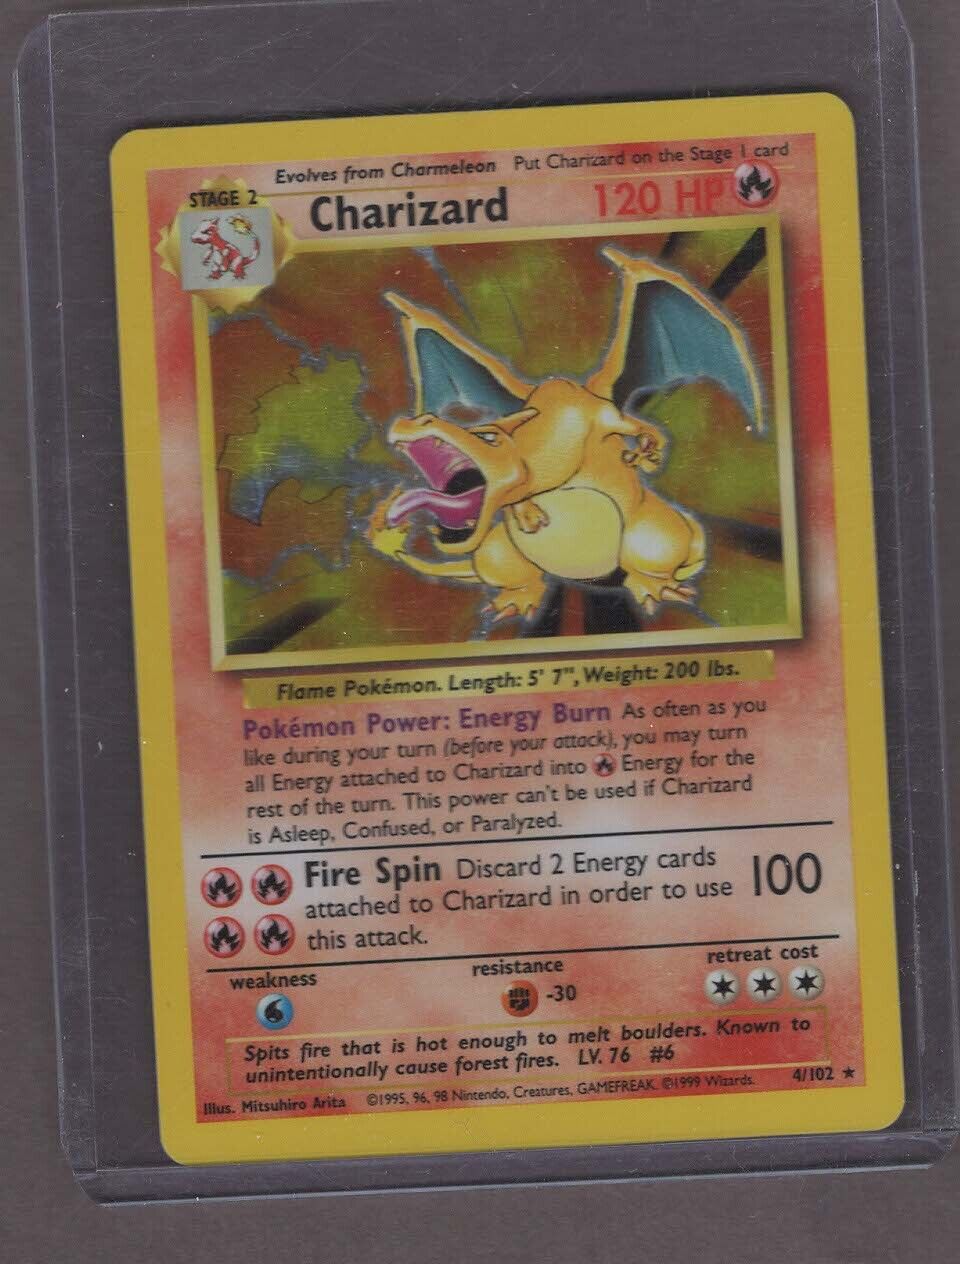 Evolves from Charmeleon Put Charizard on the Stage 1 card
STAGE 2
Charizard 120 HP
Flame Pokémon. Length: 5' 7", Weight: 200 lbs.
Pokémon Power: Energy Burn As often as you
like during your turn (before your attack), you may turn
all Energy attached to Charizard into Energy for the
rest of the turn. This power can't be used if Charizard
is Asleep, Confused, or Paralyzed.
Fire Spin Discard 2 Energy cards
attached to Charizard in order to use
this attack.
100
weakness
resistance
-30
retreat cost
Spits fire that is hot enough to melt boulders. Known to
unintentionally cause forest fires. LV. 76 #6
Illus. Mitsuhiro Arita ©1995, 96, 98 Nintendo, Creatures, GAMEFREAK. ©1999 Wizards. 4/102 ★